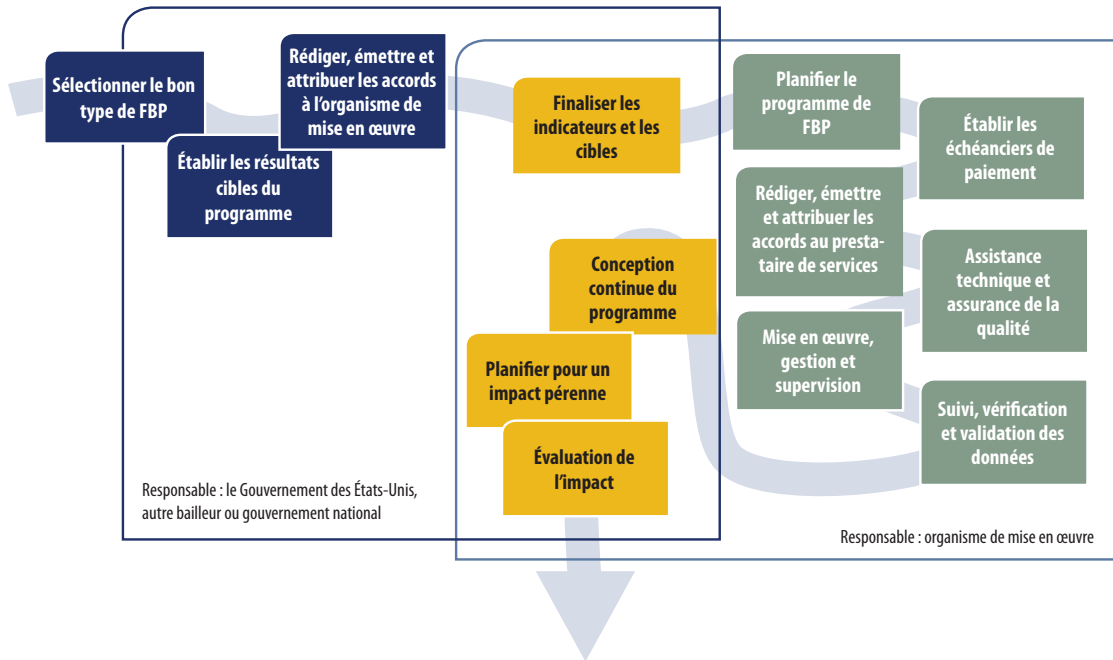 Sélectionner le bon
type de FBP
Établir les résultats
cibles du
programme
Rédiger, émettre et
attribuer les accords
à l'organisme de
mise en œuvre
Finaliser les
indicateurs et les
cibles
Planifier le
programme de
FBP
Établir les
échéanciers de
paiement
Rédiger, émettre
et attribuer les
accords au presta-
taire de services
Assistance
technique et
assurance de la
qualité
Mise en œuvre,
gestion et
supervision
Suivi, vérification
et validation des
données
Conception
continue du
programme
Planifier pour un
impact pérenne
Évaluation de
l'impact
Responsable : le Gouvernement des États-Unis,
autre bailleur ou gouvernement national
Responsable : organisme de mise en œuvre